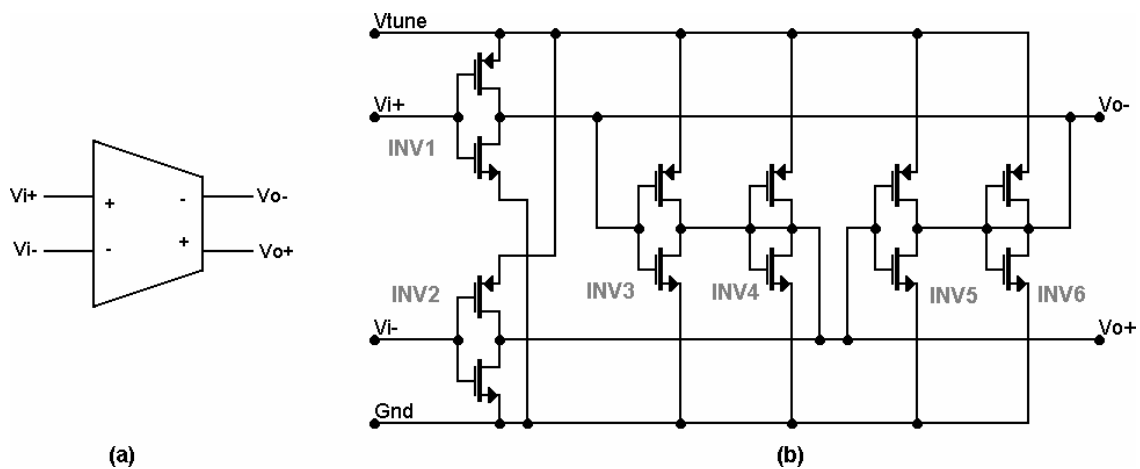 Vi+
Vi-
+
-
-
+
Vo-
Vo+
(a)
Vtune
Vi+
INV1
INV2
Vi-
Gnd
INV3
INV4
INV5
INV6
Vo-
Vo+
(b)